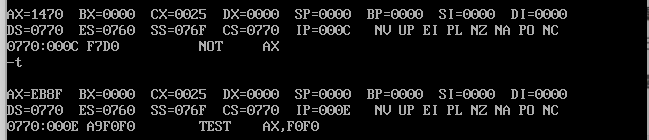 AX=1470 BX=0000 CX=0025 DX=0000 SP=0000 BP=0000 SI=0000 DI=0000
DS=0770 ES=0760 SS=076F CS=0770 IP=000C NV UP EI PL NZ NA PO NC
0770:000C F7D0 NOT AX
-t
AX=EB8F BX=0000 CX=0025 DX=0000 SP=0000 BP=0000 SI=0000 DI=0000
DS=0770 ES=0760 SS=076F CS=0770 IP=000E NV UP EI PL NZ NA PO NC
0770:000E A9F0F0 TEST AX,F0F0